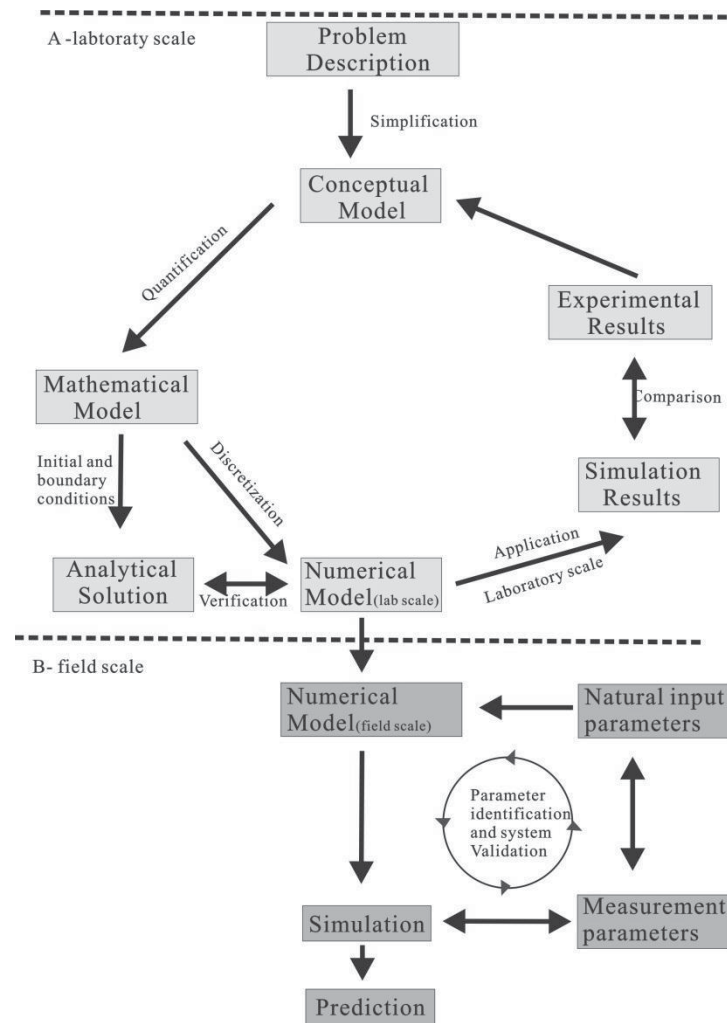 A -labtoraty scale
Problem
Description
Simplification
Conceptual
Model
Quantification
Experimental
Results
Mathematical
Model
Comparison
Initial and
boundary
conditions
Discretization
Simulation
Results
Analytical
Solution
Verification
Numerical
Model(lab scale)
Application
Laboratory scale
B- field scale
Numerical
Model(field scale)
Natural input
parameters
Parameter
identification
and system
Validation
Simulation
Measurement
parameters
Prediction